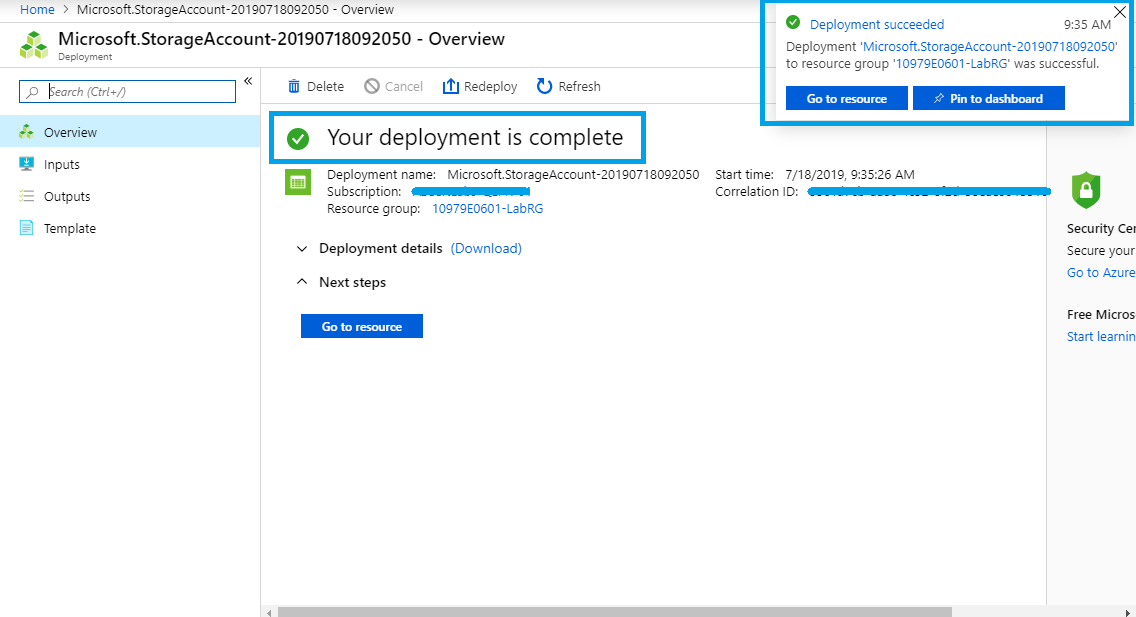 Home > Microsoft.StorageAccount-20190718092050 - Overview
Microsoft.StorageAccount-20190718092050 - Overview
Deployment
Search (Ctrl+/)
«
Overview
Inputs
Outputs
Template
Delete
Cancel
Redeploy
Refresh
Your deployment is complete
Deployment name: Microsoft.StorageAccount-20190718092050
Subscription:
Resource group: 10979E0601-LabRG
Start time: 7/18/2019, 9:35:26 AM
Correlation ID:
Deployment details (Download)
Next steps
Go to resource
Deployment succeeded 9:35 AM
Deployment 'Microsoft.StorageAccount-20190718092050'
to resource group '10979E0601-LabRG' was successful.
Go to resource
Pin to dashboard
Security Cen
Secure your
Go to Azure
Free Micros
Start learnin